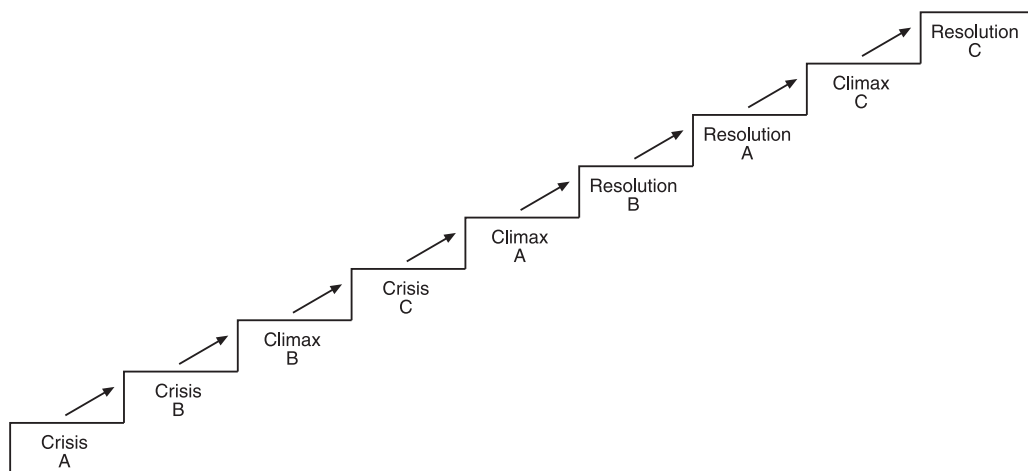 Resolution
C
Climax
C
Resolution
A
Resolution
B
Climax
A
Crisis
C
Climax
B
Crisis
B
Crisis
A